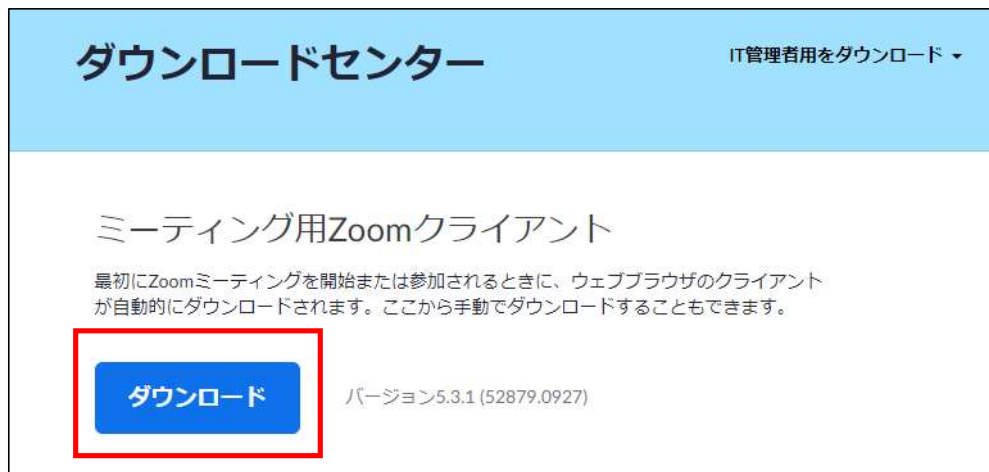 ダウンロードセンター
IT管理者用をダウンロード
ミーティング用Zoomクライアント
最初にZoomミーティングを開始または参加されるときに、ウェブブラウザのクライアント
が自動的にダウンロードされます。ここから手動でダウンロードすることもできます。
ダウンロード
バージョン5.3.1 (52879.0927)